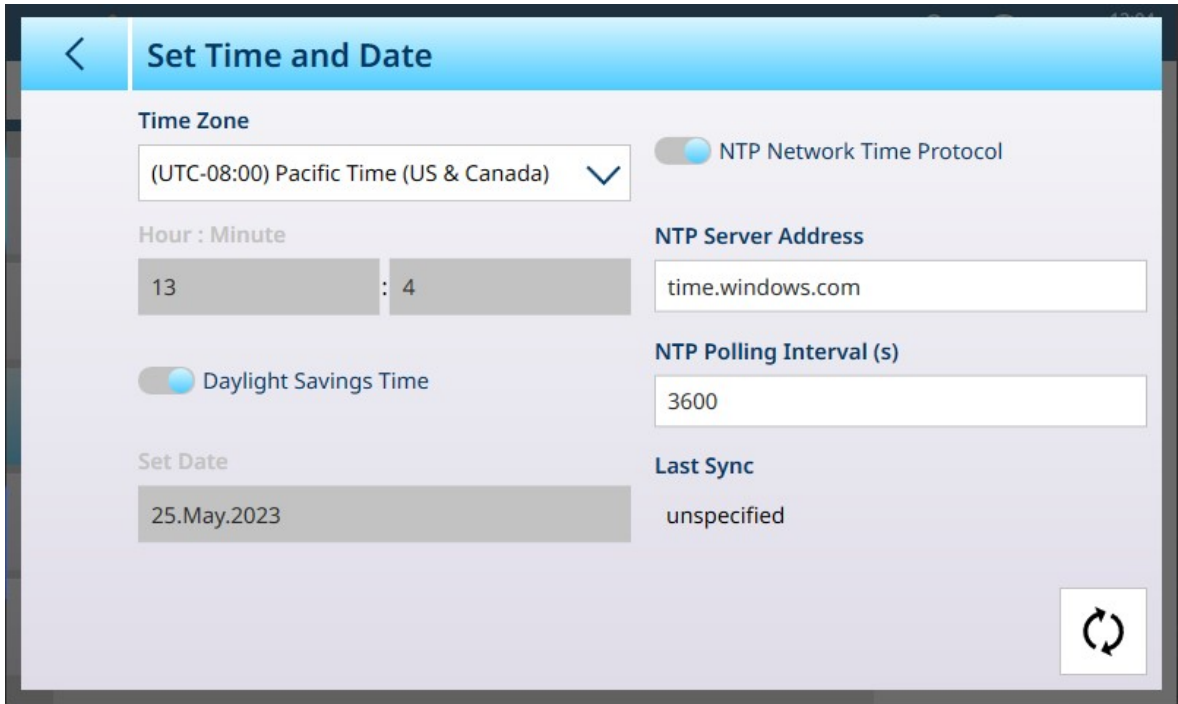 Set Time and Date
Time Zone
(UTC-08:00) Pacific Time (US & Canada)
Hour : Minute
13 : 4
Daylight Savings Time
Set Date
25.May.2023
NTP Network Time Protocol
NTP Server Address
time.windows.com
NTP Polling Interval (s)
3600
Last Sync
unspecified